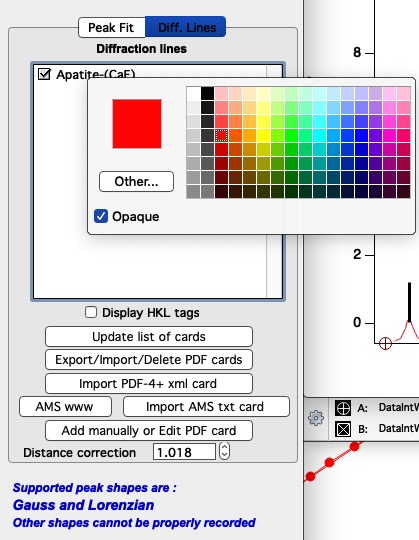 Peak Fit Diff. Lines
Diffraction lines
Apatite-(CaF)
Other...
Opaque
8
2
0
Display HKL tags
Update list of cards
Export/Import/Delete PDF cards
Import PDF-4+ xml card
AMS www Import AMS txt card
Add manually or Edit PDF card
Distance correction 1.018
A: DataIntW
B: DataIntW
Supported peak shapes are :
Gauss and Lorenzian
Other shapes cannot be properly recorded